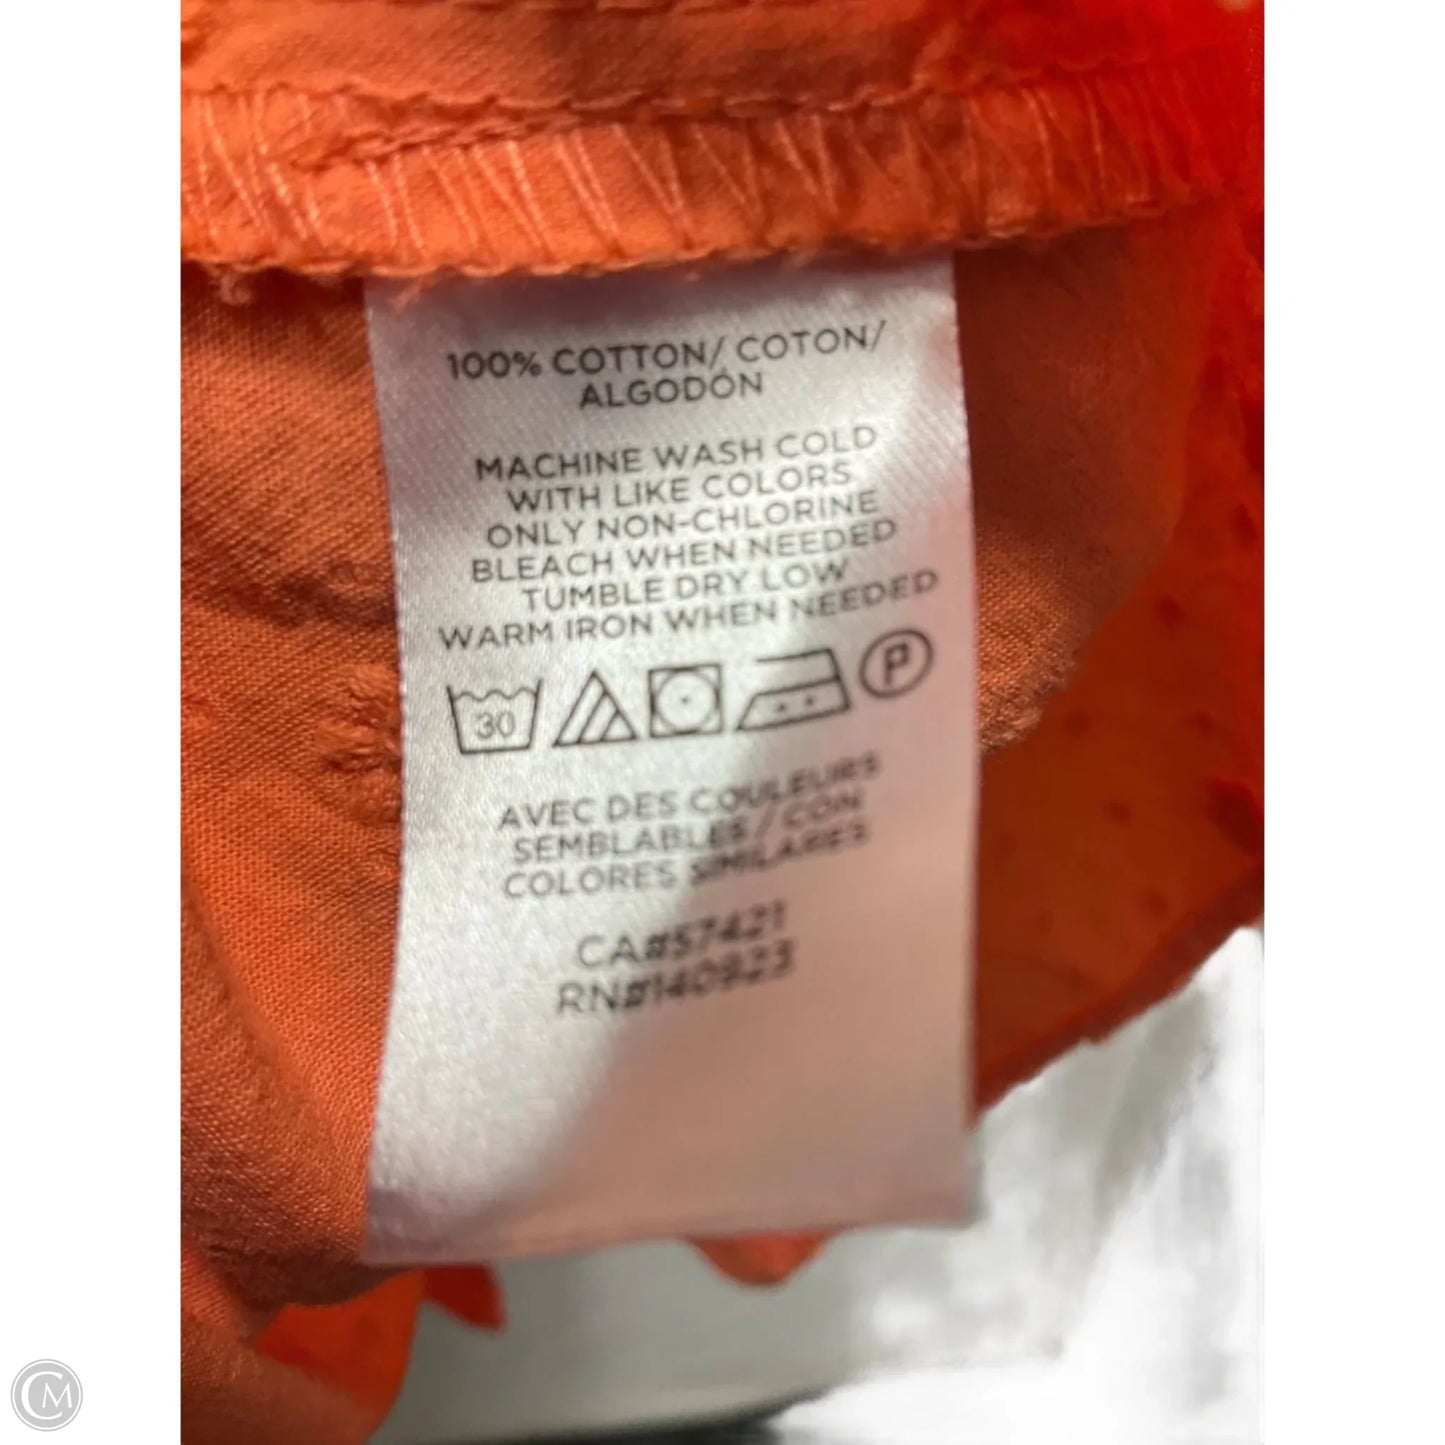 100% COTTON/ COTON/
ALGODÓN
MACHINE WASH COLD
WITH LIKE COLORS
ONLY NON-CHLORINE
BLEACH WHEN NEEDED
TUMBLE DRY LOW
WARM IRON WHEN NEEDED
30 P
AVEC DES COULEURS
SEMBLABLES / CON
COLORES SIMILARES
CA#57421
RN#140923
CM